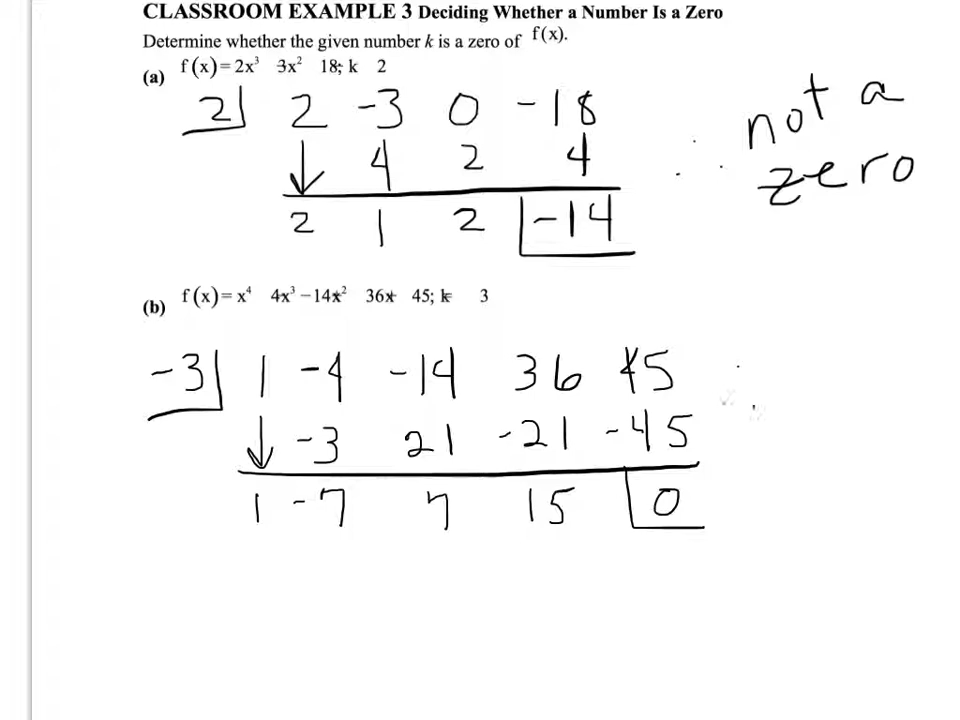 CLASSROOM EXAMPLE 3 Deciding Whether a Number Is a Zero
Determine whether the given number k is a zero of f(x).
(a) f(x)=2x³ 3x² 18; k 2
2 2 -3 0 -18
4 2 4
2 1 2 -14
not a
zero
(b) f(x)=x⁴ 4x³ −14x² 36x 45; k= 3
-3 1 -4 -14 36 45
-3 21 -21 -45
1 -7 7 15 0